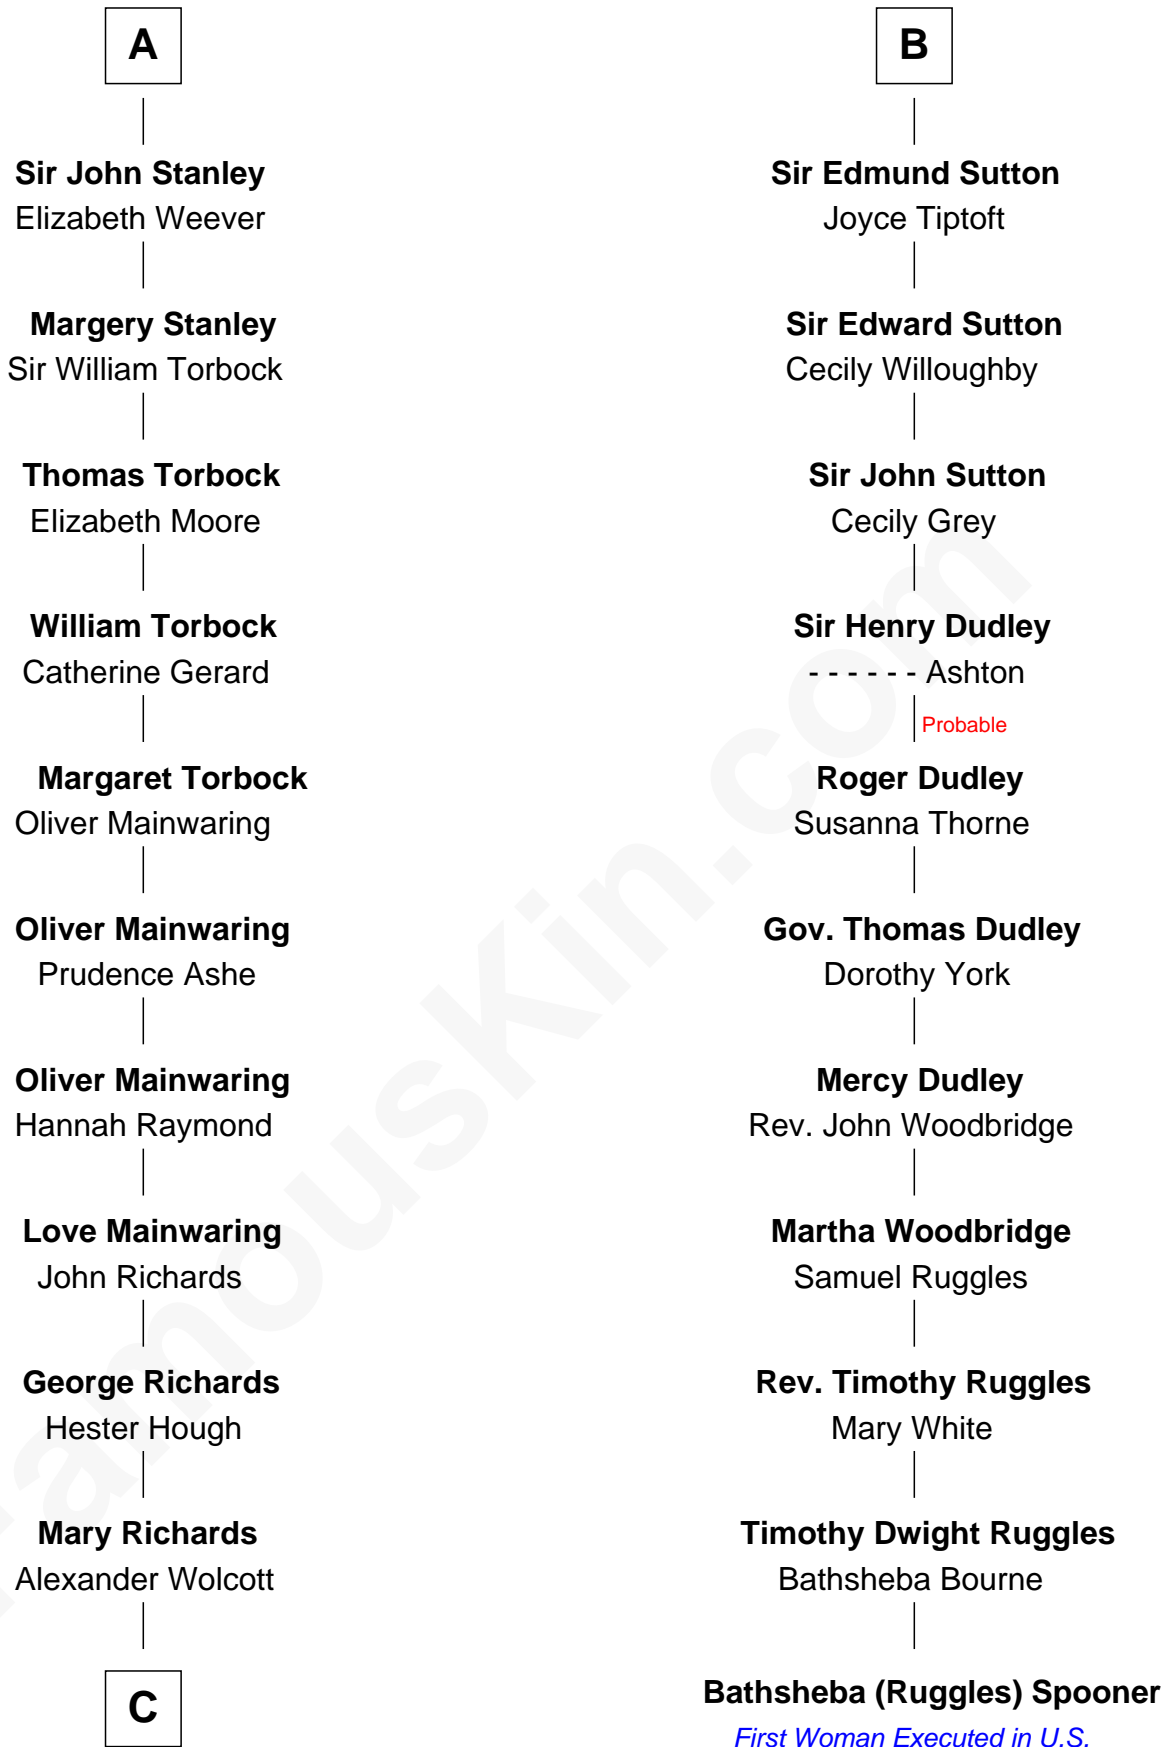 A
Sir John Stanley
Elizabeth Weever
Margery Stanley
Sir William Torbock
Thomas Torbock
Elizabeth Moore
William Torbock
Catherine Gerard
Margaret Torbock
Oliver Mainwaring
Oliver Mainwaring
Prudence Ashe
Oliver Mainwaring
Hannah Raymond
Love Mainwaring
John Richards
George Richards
Hester Hough
Mary Richards
Alexander Wolcott
C
B
Sir Edmund Sutton
Joyce Tiptoft
Sir Edward Sutton
Cecily Willoughby
Sir John Sutton
Cecily Grey
Sir Henry Dudley
- - - - - - Ashton
Probable
Roger Dudley
Susanna Thorne
Gov. Thomas Dudley
Dorothy York
Mercy Dudley
Rev. John Woodbridge
Martha Woodbridge
Samuel Ruggles
Rev. Timothy Ruggles
Mary White
Timothy Dwight Ruggles
Bathsheba Bourne
Bathsheba (Ruggles) Spooner
First Woman Executed in U.S.
FamousKin.com